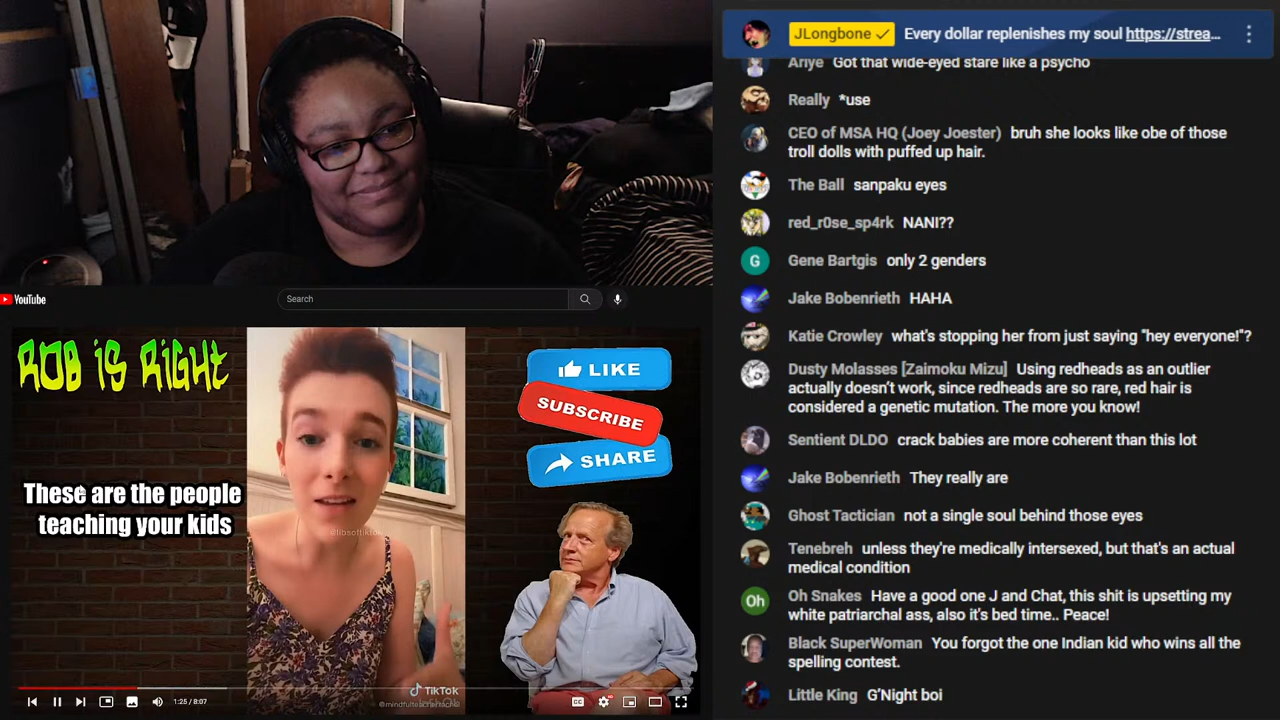 JLongbone Every dollar replenishes my soul https://strea...
Ariye Got that wide-eyed stare like a psycho
Really *use
CEO of MSA HQ (Joey Joester) bruh she looks like obe of those
troll dolls with puffed up hair.
The Ball sanpaku eyes
red_r0se_sp4rk NANI??
G Gene Bartgis only 2 genders
Jake Bobenrieth HAHA
Katie Crowley what's stopping her from just saying "hey everyone!"?
Dusty Molasses [Zaimoku Mizu] Using redheads as an outlier
actually doesn't work, since redheads are so rare, red hair is
considered a genetic mutation. The more you know!
Sentient DLDO crack babies are more coherent than this lot
Jake Bobenrieth They really are
Ghost Tactician not a single soul behind those eyes
Tenebreh unless they're medically intersexed, but that's an actual
medical condition
Oh Oh Snakes Have a good one J and Chat, this shit is upsetting my
white patriarchal ass, also it's bed time.. Peace!
Black SuperWoman You forgot the one Indian kid who wins all the
spelling contest.
Little King G'Night boi
YouTube
Search
ROB iS RiGHT
These are the people
teaching your kids
LIKE
SUBSCRIBE
SHARE
@libsoftiktok
TikTok
1:25 / 8:07
CC